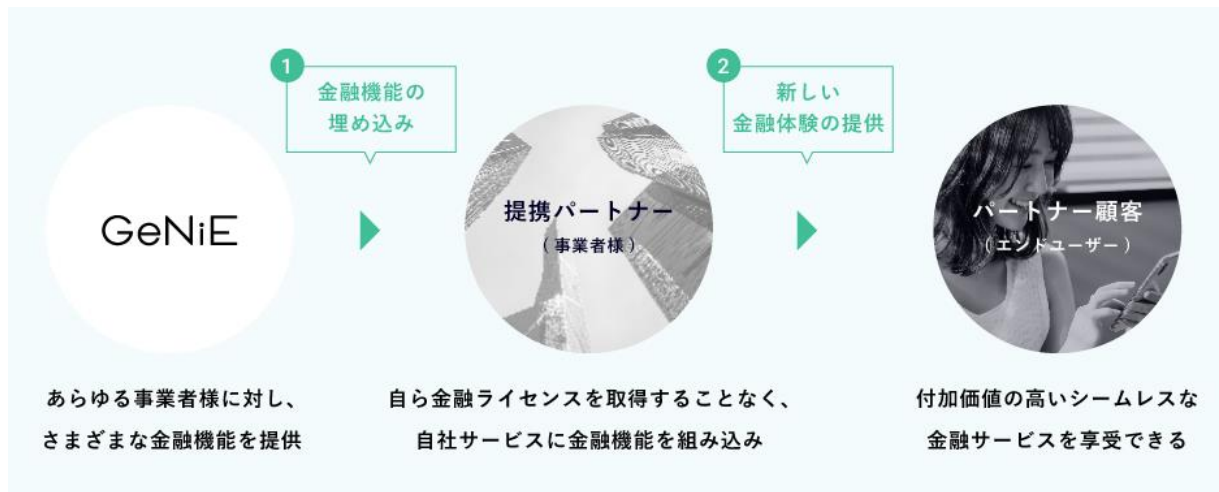 1
金融機能の
埋め込み
2
新しい
金融体験の提供
GeNiE
提携パートナー
（事業者様）
パートナー顧客
（エンドユーザー）
あらゆる事業者様に対し、
さまざまな金融機能を提供
自ら金融ライセンスを取得することなく、
自社サービスに金融機能を組み込み
付加価値の高いシームレスな
金融サービスを享受できる